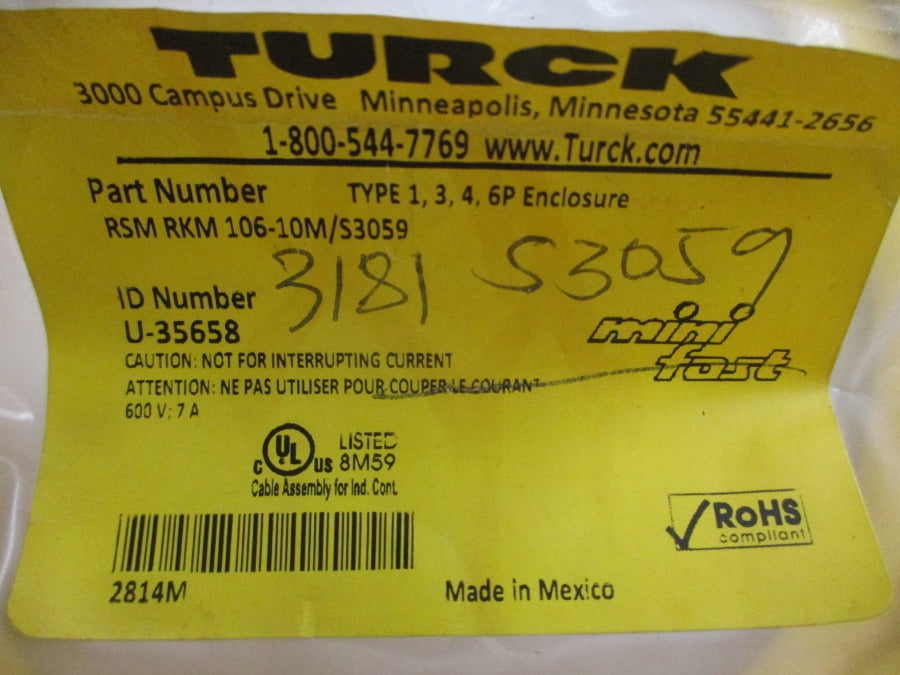 TURCK
3000 Campus Drive Minneapolis, Minnesota 55441-2656
1-800-544-7769 www.Turck.com
Part Number TYPE 1, 3, 4, 6P Enclosure
RSM RKM 106-10M/S3059
3181 S3059
ID Number
U-35658
mini fast
CAUTION: NOT FOR INTERRUPTING CURRENT
ATTENTION: NE PAS UTILISER POUR COUPER LE COURANT
600 V; 7 A
c UL us LISTED 8M59
Cable Assembly for Ind. Cont.
RoHS compliant
2814M Made in Mexico